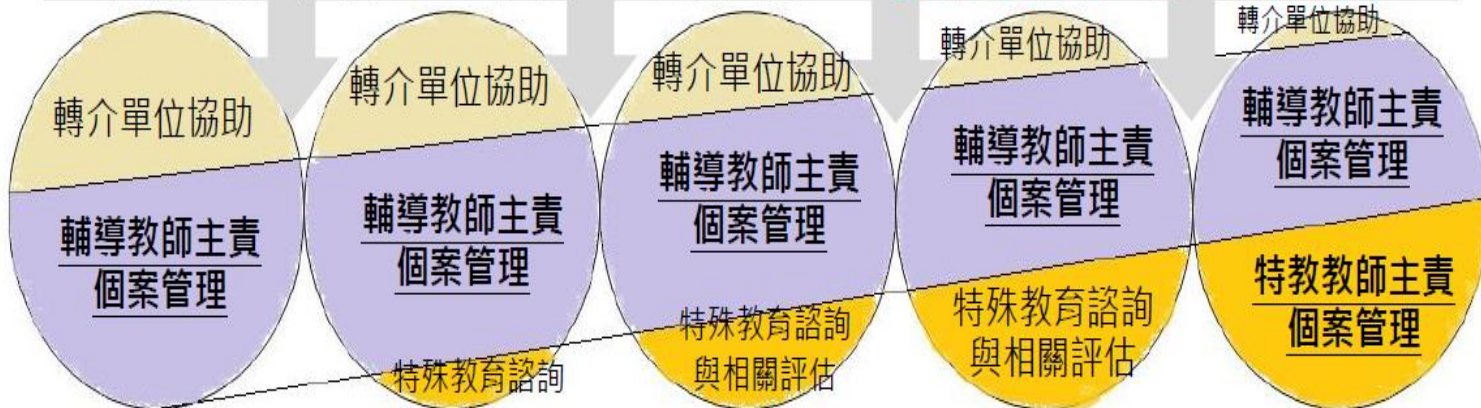 轉介單位協助
輔導教師主責
個案管理
轉介單位協助
輔導教師主責
個案管理
特殊教育諮詢
轉介單位協助
輔導教師主責
個案管理
特殊教育諮詢
與相關評估
轉介單位協助
輔導教師主責
個案管理
特殊教育諮詢
與相關評估
轉介單位協助
輔導教師主責
個案管理
特教教師主責
個案管理